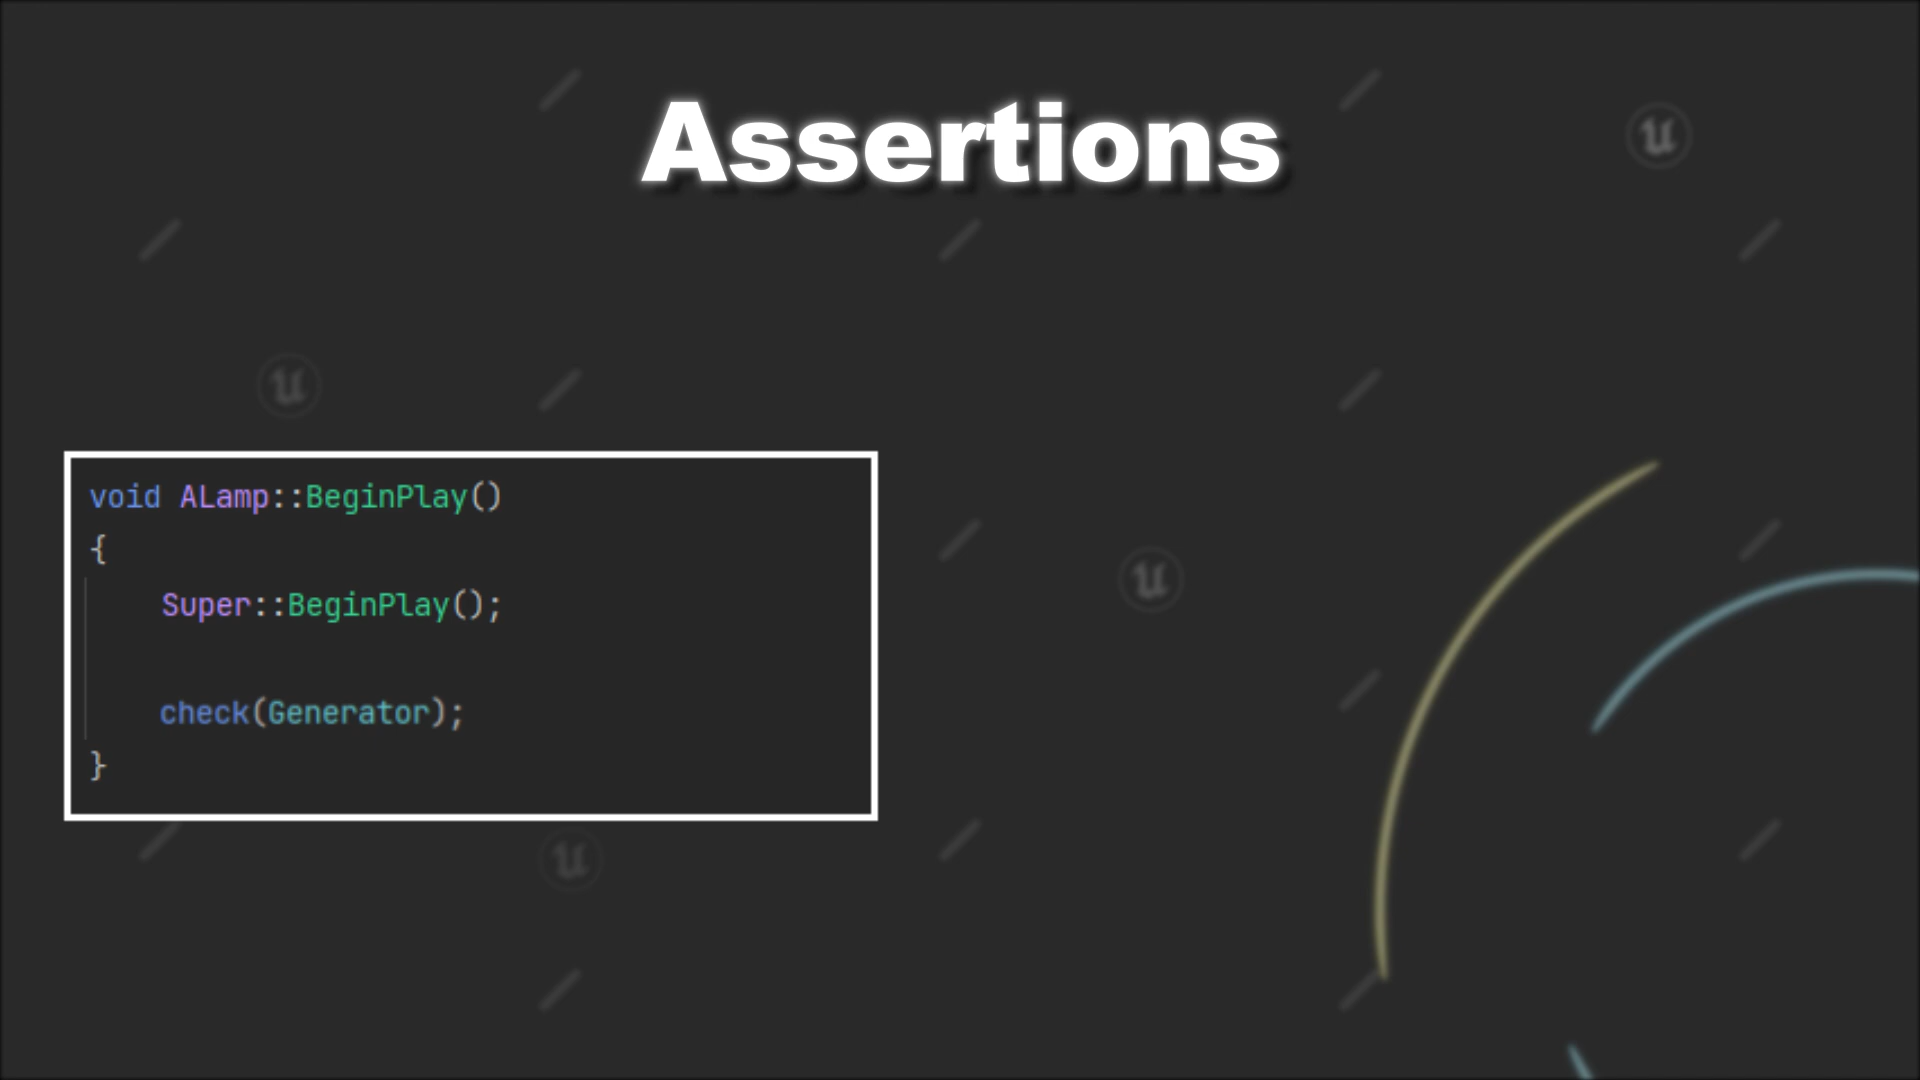 Assertions
void ALamp::BeginPlay()
{
Super::BeginPlay();
check(Generator);
}